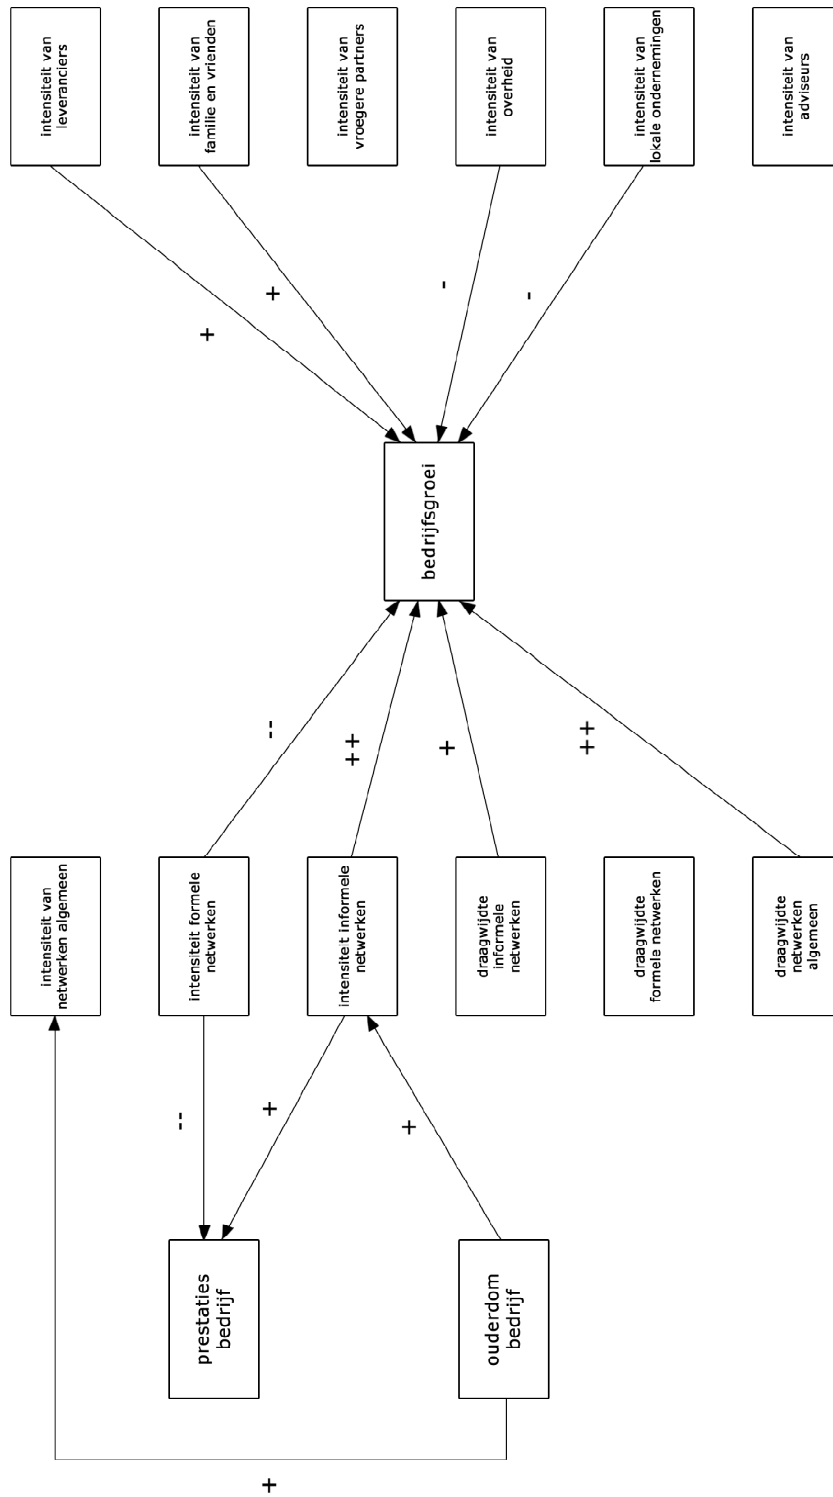 intensiteit van
netwerken algemeen
intensiteit van
leveranciers
--
+
prestaties
bedrijf
intensiteit formele
netwerken
intensiteit van
familie en vrienden
+
+
--
+
intensiteit informele
netwerken
++
intensiteit van
vroegere partners
+
bedrijfsgroei
+
-
ouderdom
bedrijf
draagwijdte
informele
netwerken
intensiteit van
overheid
-
++
draagwijdte
formele netwerken
intensiteit van
lokale ondernemingen
draagwijdte
netwerken
algemeen
intensiteit van
adviseurs